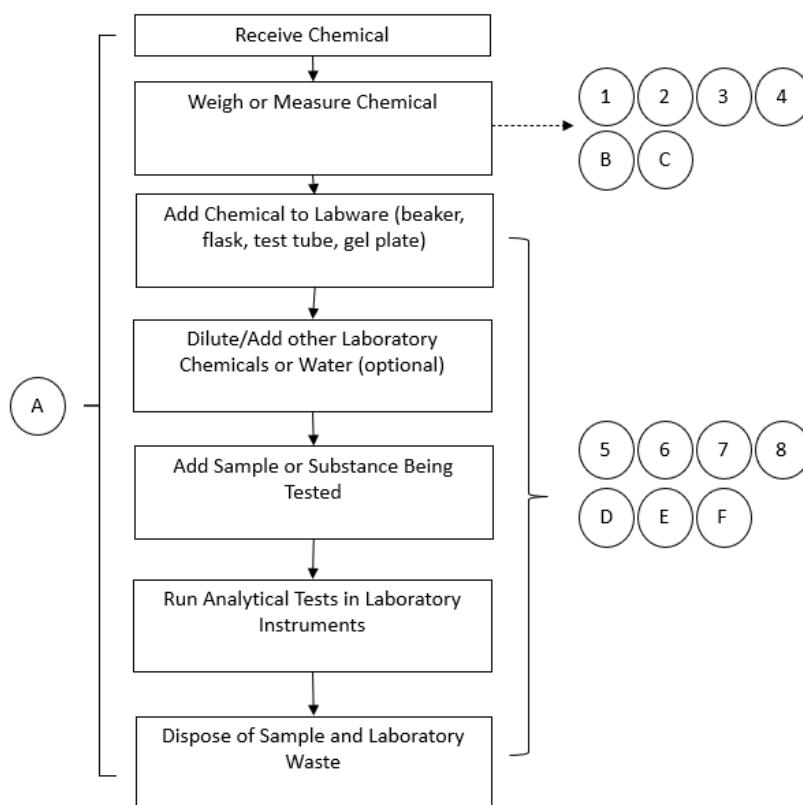 Receive Chemical
Weigh or Measure Chemical
1 2 3 4
B C
Add Chemical to Labware (beaker,
flask, test tube, gel plate)
Dilute/Add other Laboratory
Chemicals or Water (optional)
A
Add Sample or Substance Being
Tested
5 6 7 8
D E F
Run Analytical Tests in Laboratory
Instruments
Dispose of Sample and Laboratory
Waste